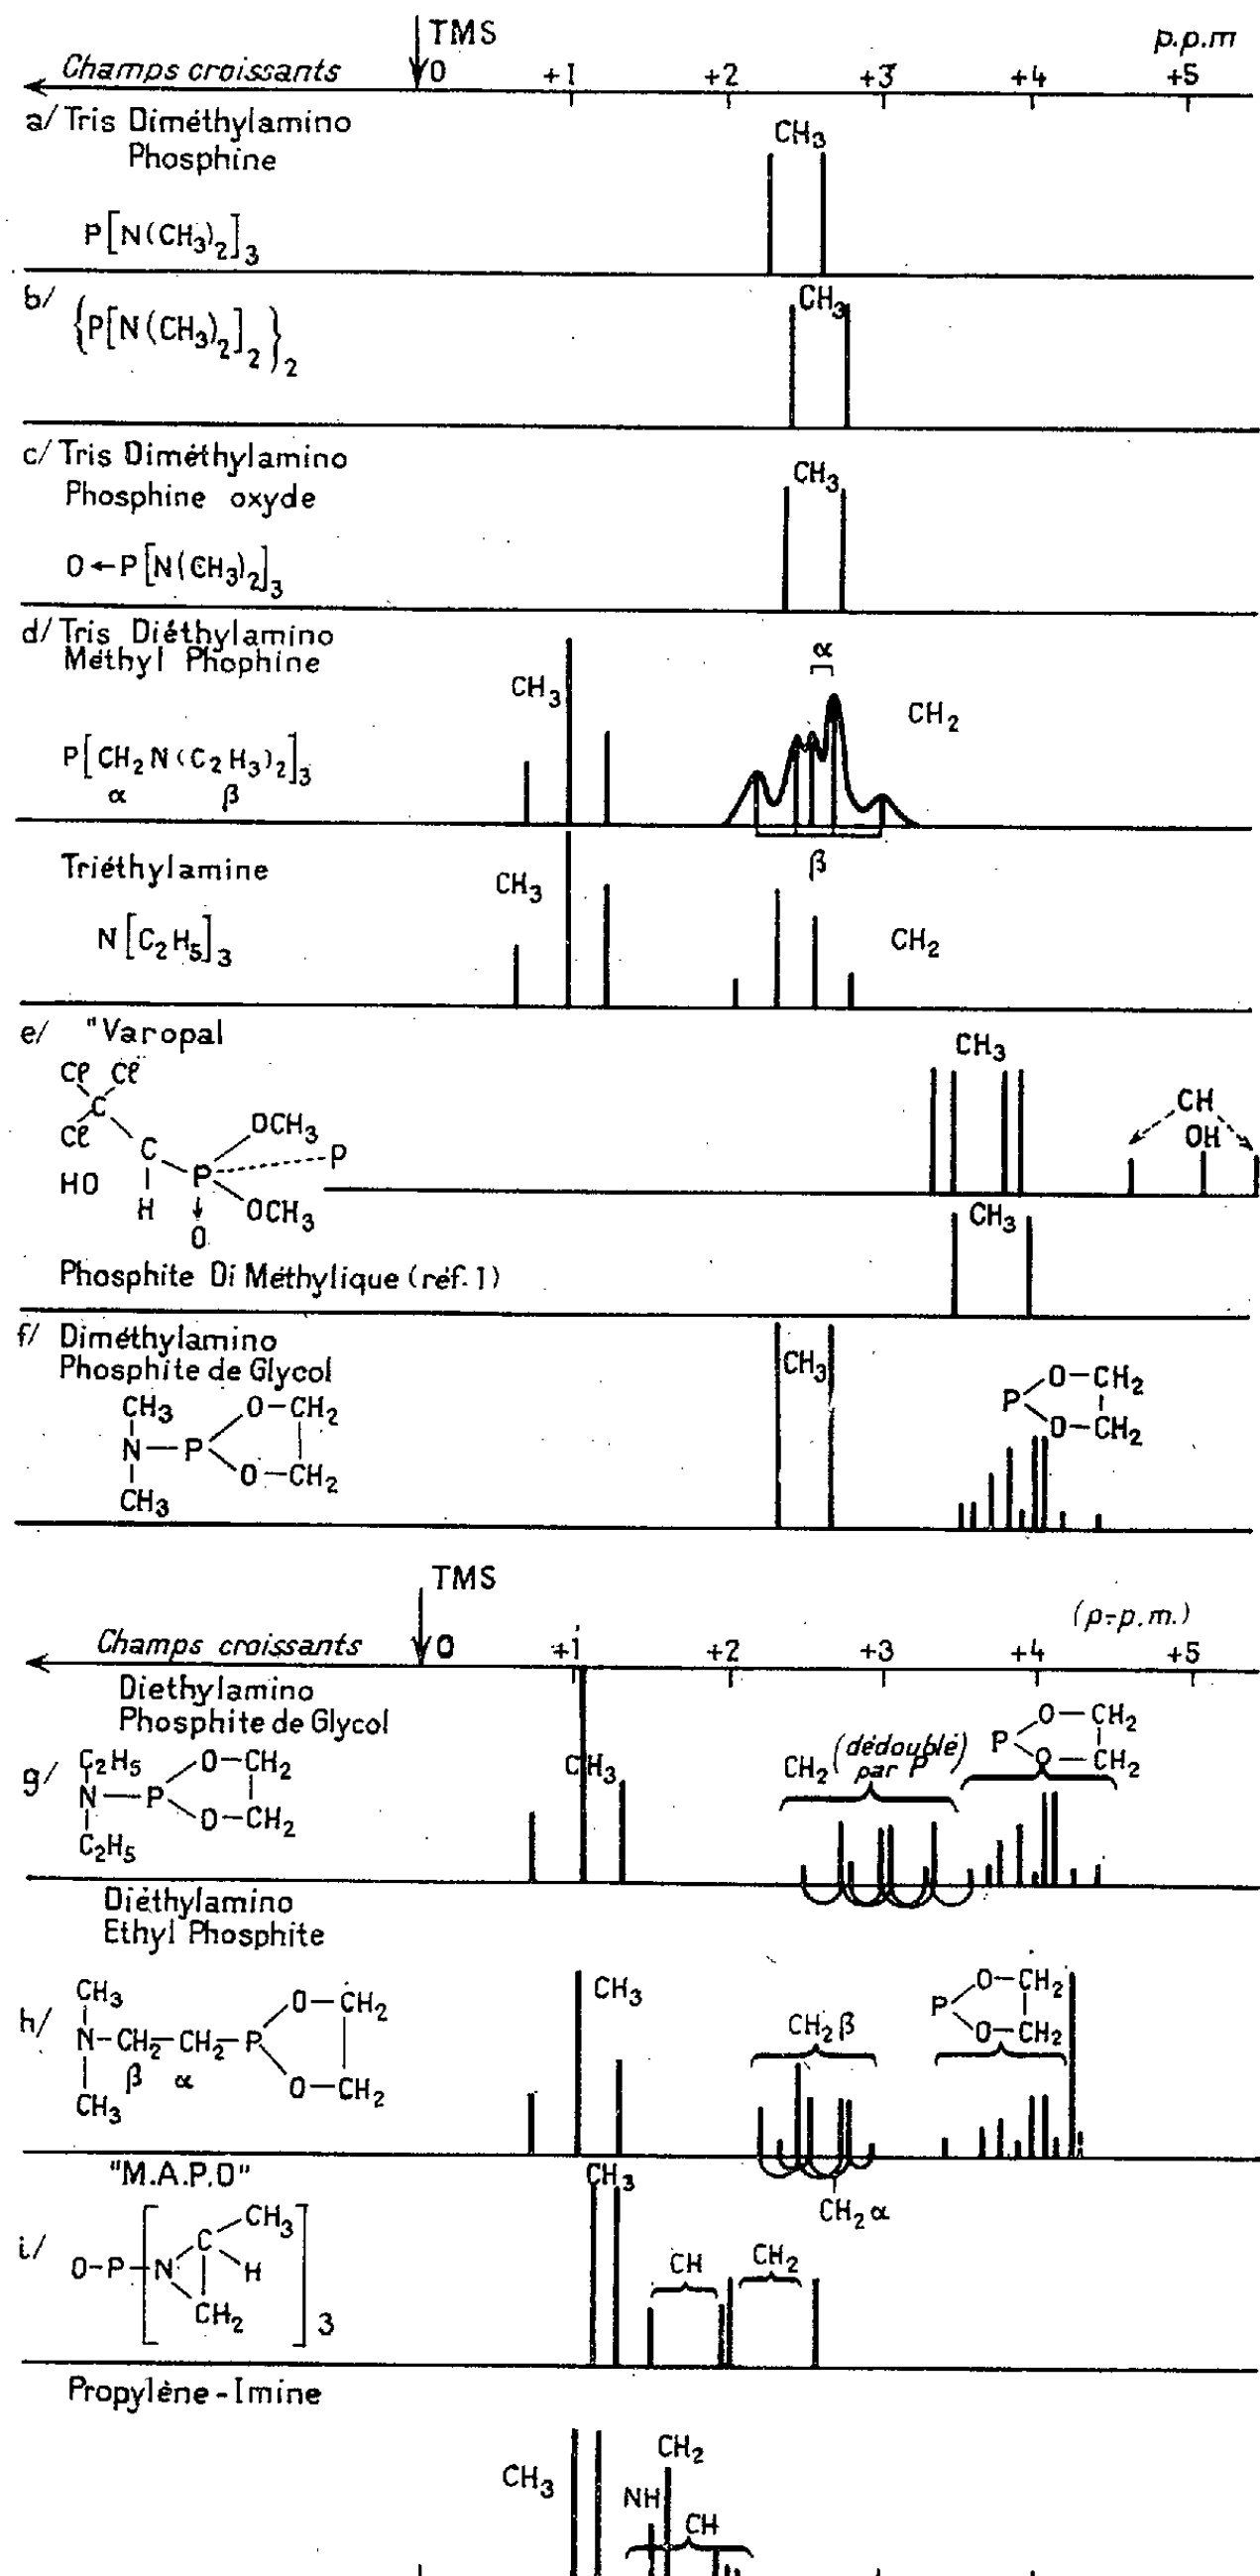 TMS
p.p.m
Champs croissants 0 +1 +2 +3 +4 +5
a/ Tris Diméthylamino
Phosphine
CH3
P[N(CH3)2]3
b/ {P[N(CH3)2]2}2
CH3
c/ Tris Diméthylamino
Phosphine oxyde
CH3
O←P[N(CH3)2]3
d/ Tris Diéthylamino
Méthyl Phophine
α
CH3
CH2
P[CH2N(C2H3)2]3
α β
β
Triéthylamine
CH3
N[C2H5]3
CH2
e/ "Varopal
CH3
Cl Cl
C
Cl
CH
OH
OCH3
C
P
P
HO
H
OCH3
O
CH3
Phosphite Di Méthylique (réf. 1)
f/ Diméthylamino
Phosphite de Glycol
CH3
CH3 O-CH2
N-P
O-CH2
CH3
O-CH2
P
O-CH2
TMS
(p.p.m.)
Champs croissants 0 +1 +2 +3 +4 +5
Diethylamino
Phosphite de Glycol
g/
C2H5 O-CH2
N-P
O-CH2
C2H5
CH3
CH2 (dédoublé)
par P
O-CH2
P
O-CH2
Diéthylamino
Ethyl Phosphite
h/
CH3
N-CH2-CH2-P
β α
CH3
O-CH2
O-CH2
CH3
CH2 β
O-CH2
P
O-CH2
CH2 α
"M.A.P.O"
i/
O-P-[N
C
CH3
H
CH2
]3
CH3
CH
CH2
Propylène-Imine
CH3
CH2
NH
CH